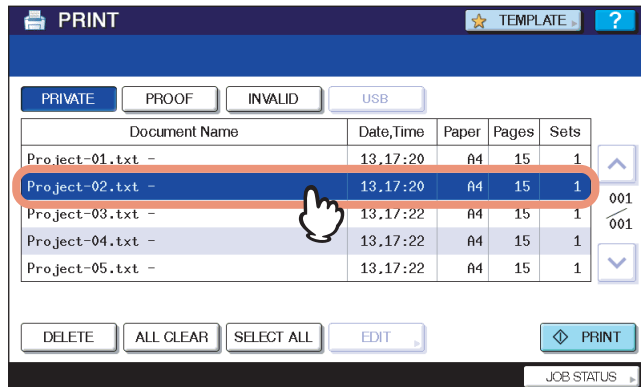 PRINT TEMPLATE ?
PRIVATE PROOF INVALID USB
Document Name Date,Time Paper Pages Sets
Project-01.txt - 13,17:20 A4 15 1
Project-02.txt - 13,17:20 A4 15 1
Project-03.txt - 13,17:22 A4 15 1
Project-04.txt - 13,17:22 A4 15 1
Project-05.txt - 13,17:22 A4 15 1
001
001
DELETE ALL CLEAR SELECT ALL EDIT PRINT
JOB STATUS